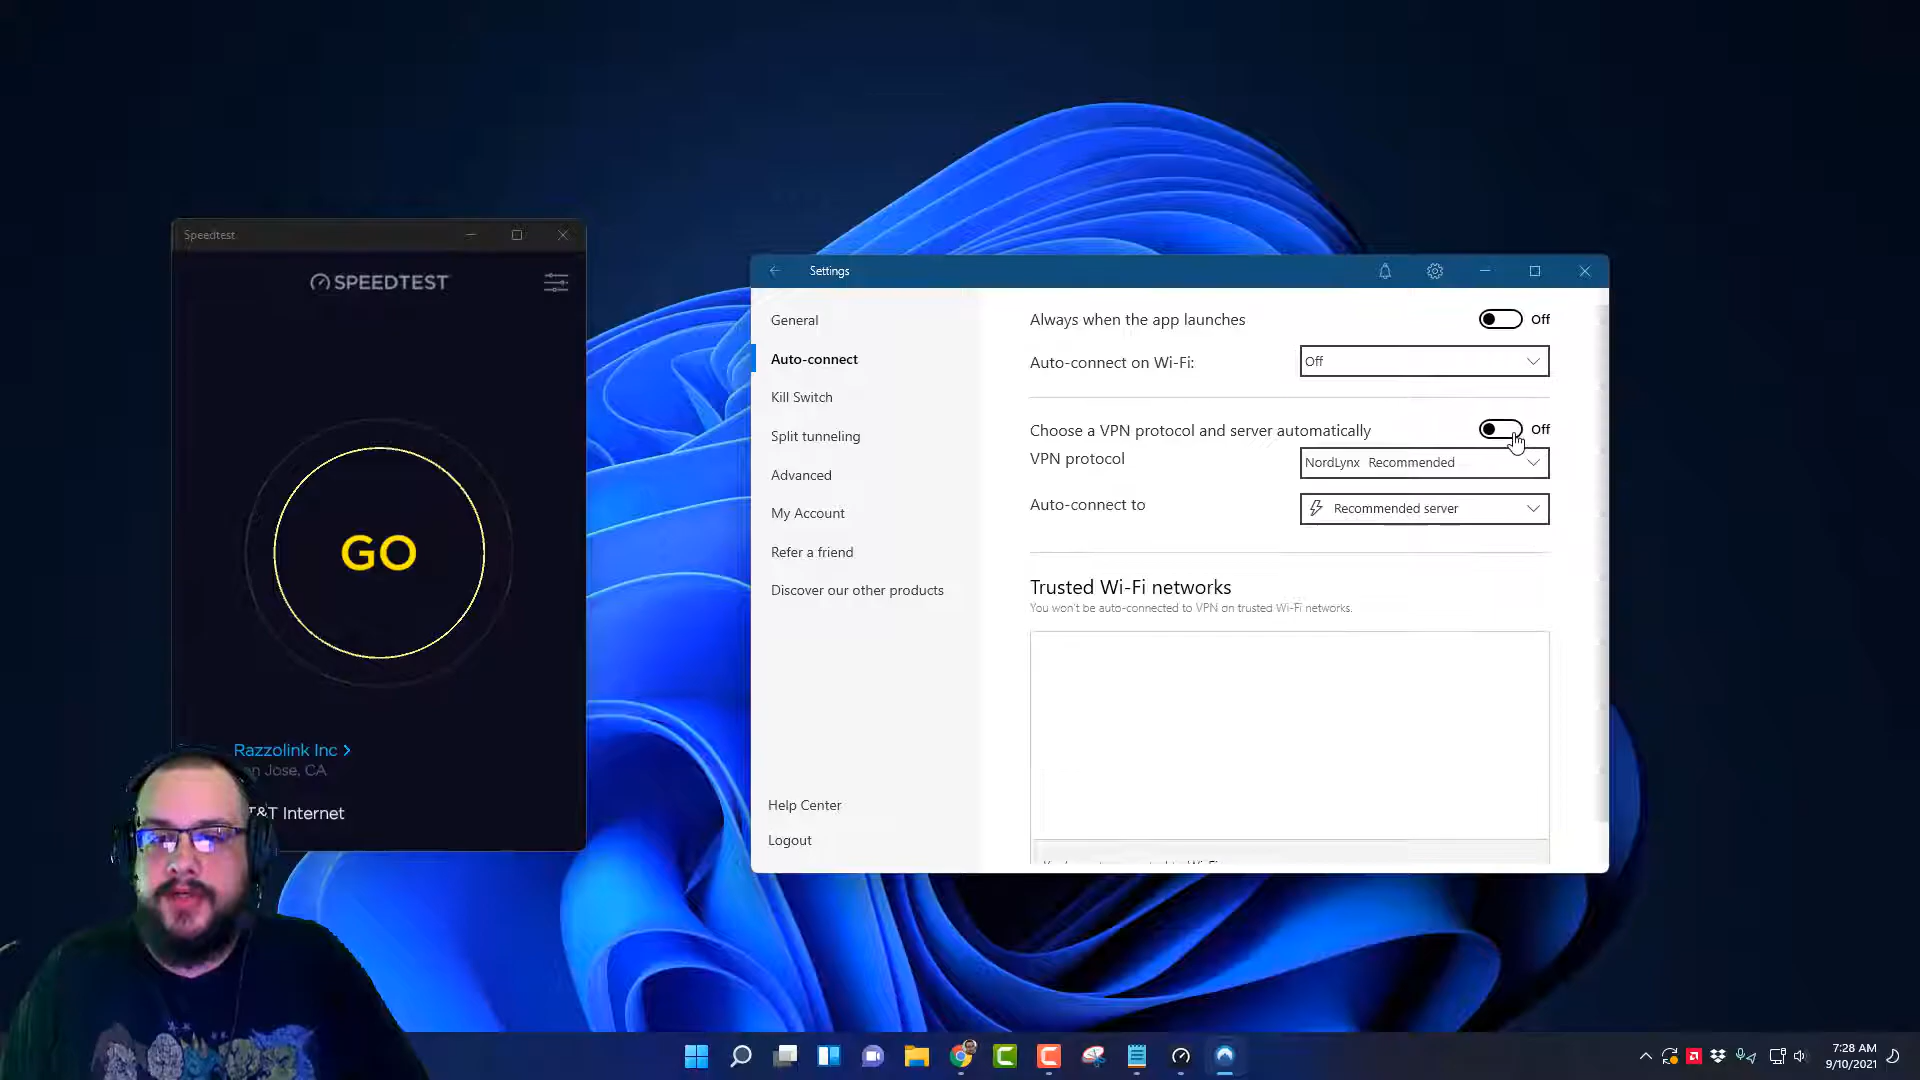 Speedtest
SPEEDTEST
GO
Razzolink Inc >
Jose, CA
T&T Internet
Settings
General
Auto-connect
Kill Switch
Split tunneling
Advanced
My Account
Refer a friend
Discover our other products
Help Center
Logout
Always when the app launches Off
Auto-connect on Wi-Fi: Off
Choose a VPN protocol and server automatically Off
VPN protocol NordLynx Recommended
Auto-connect to Recommended server
Trusted Wi-Fi networks
You won't be auto-connected to VPN on trusted Wi-Fi networks.
7:28 AM
9/10/2021